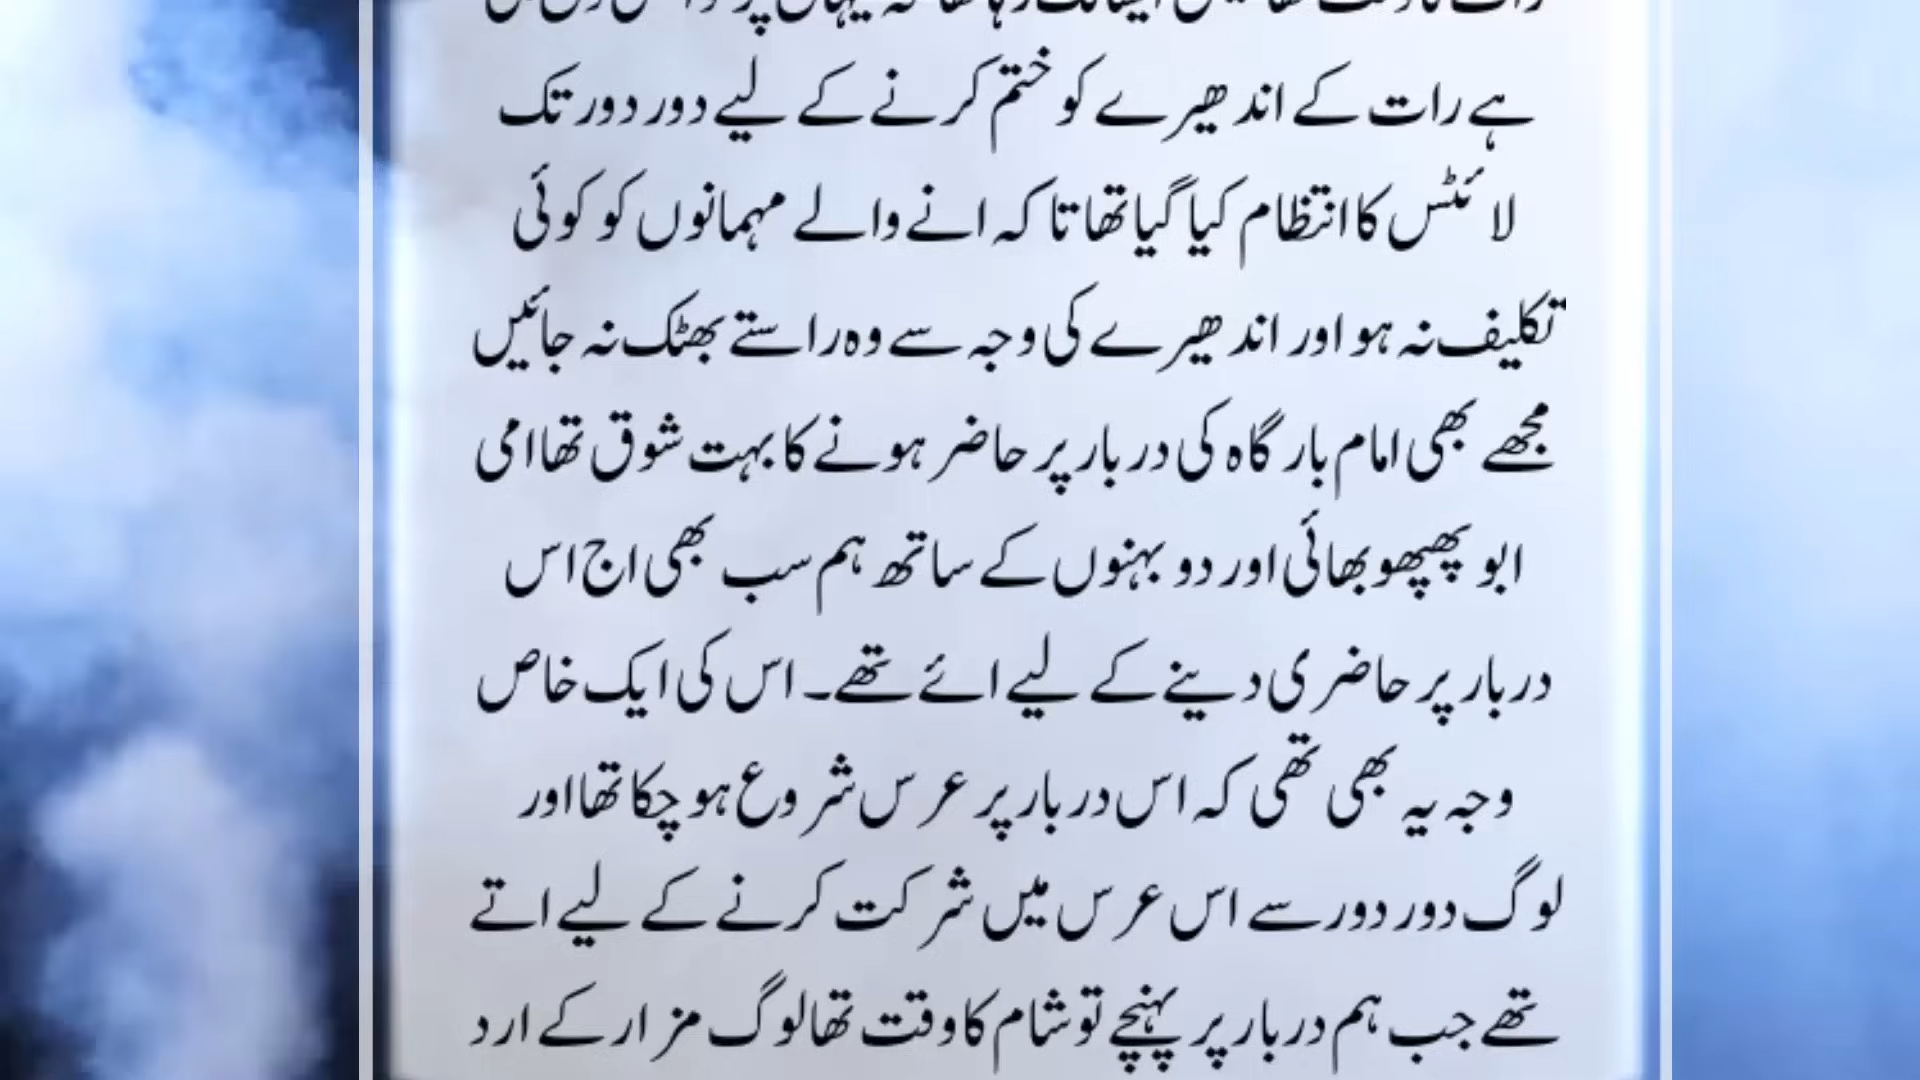 ہے رات کے اندھیرے کو ختم کرنے کے لیے دور دور تک
لائٹس کا انتظام کیا گیا تھا تاکہ انے والے مہمانوں کو کوئی
تکلیف نہ ہو اور اندھیرے کی وجہ سے وہ راستے بھٹک نہ جائیں
مجھے بھی امام بار گاہ کی دربار پر حاضر ہونے کا بہت شوق تھا امی
ابو پھپھو بھائی اور دو بہنوں کے ساتھ ہم سب بھی اج اس
دربار پر حاضری دینے کے لیے ائے تھے۔ اس کی ایک خاص
وجہ یہ بھی تھی کہ اس دربار پر عرس شروع ہو چکا تھا اور
لوگ دور دور سے اس عرس میں شرکت کرنے کے لیے اتے
تھے جب ہم دربار پر پہنچے تو شام کا وقت تھا لوگ مزار کے ارد